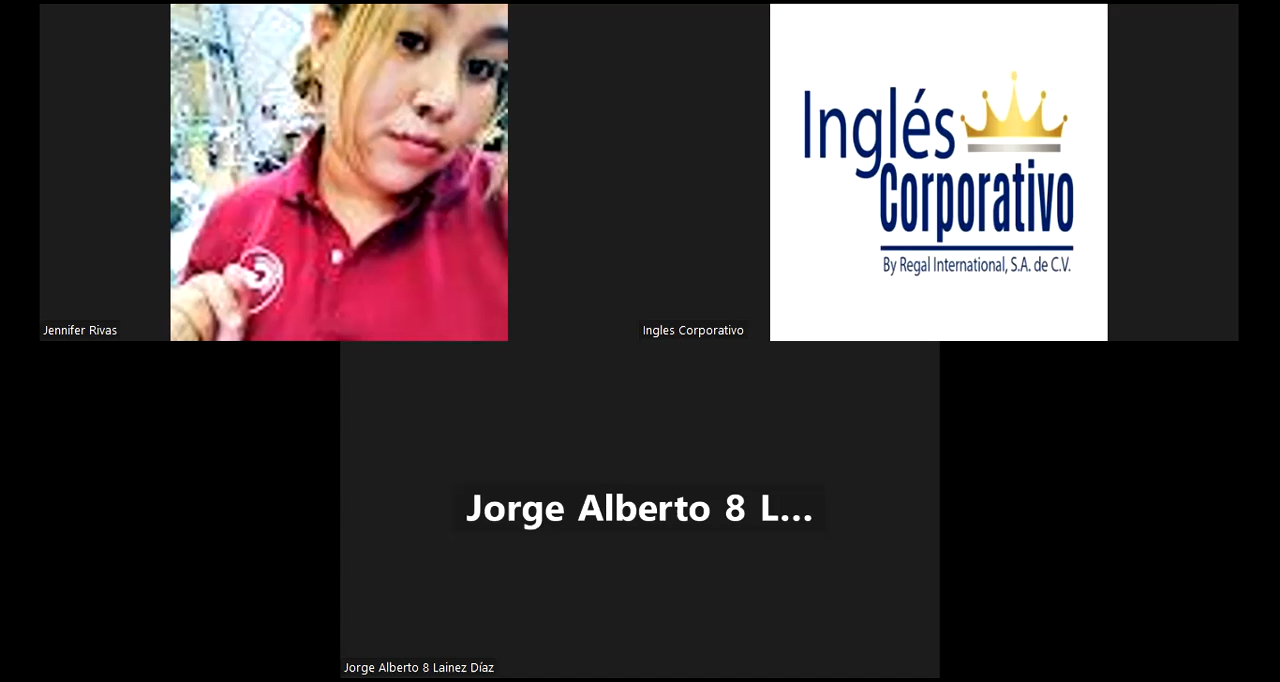 Inglés
Corporativo
By Regal International, S.A. de C.V.
Jennifer Rivas
Ingles Corporativo
Jorge Alberto 8 L...
Jorge Alberto 8 Lainez Díaz